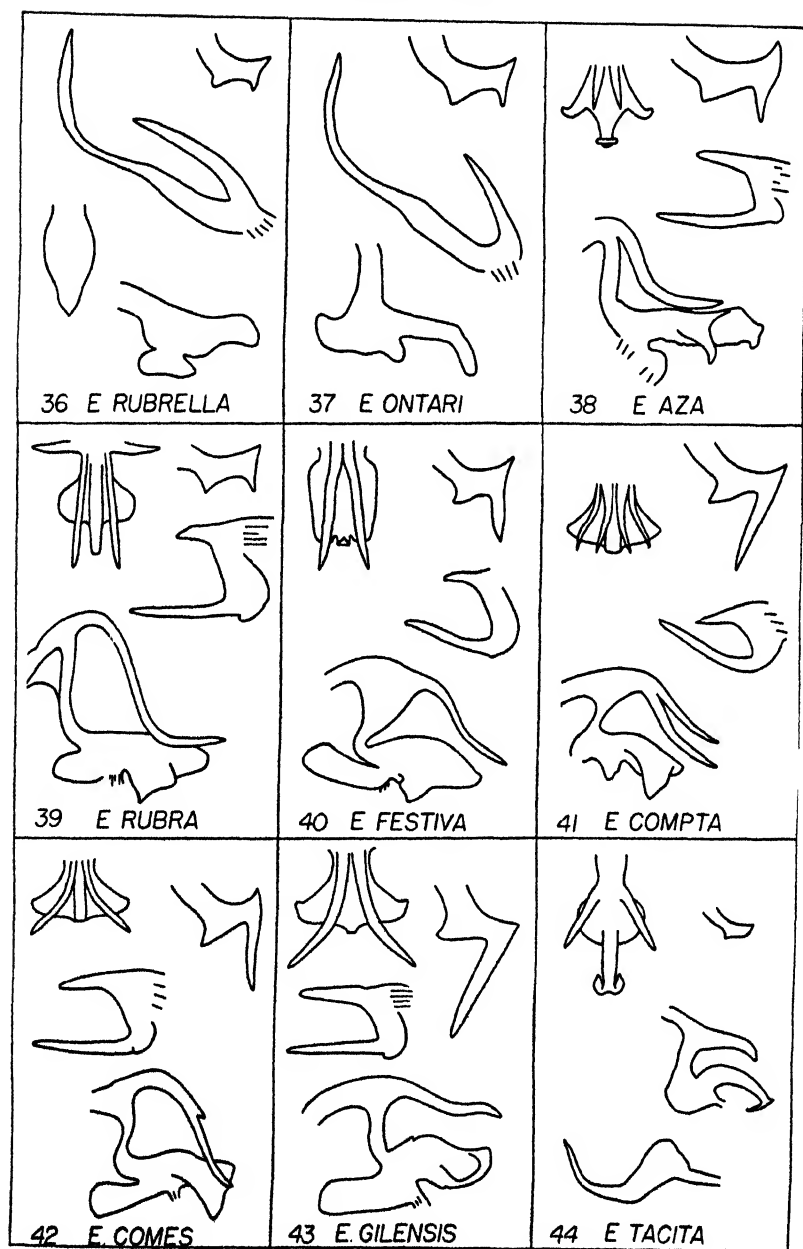 36 E RUBRELLA
37 E ONTARI
38 E AZA
39 E RUBRA
40 E FESTIVA
41 E COMPTA
42 E. COMES
43 E. GILENSIS
44 E TACITA